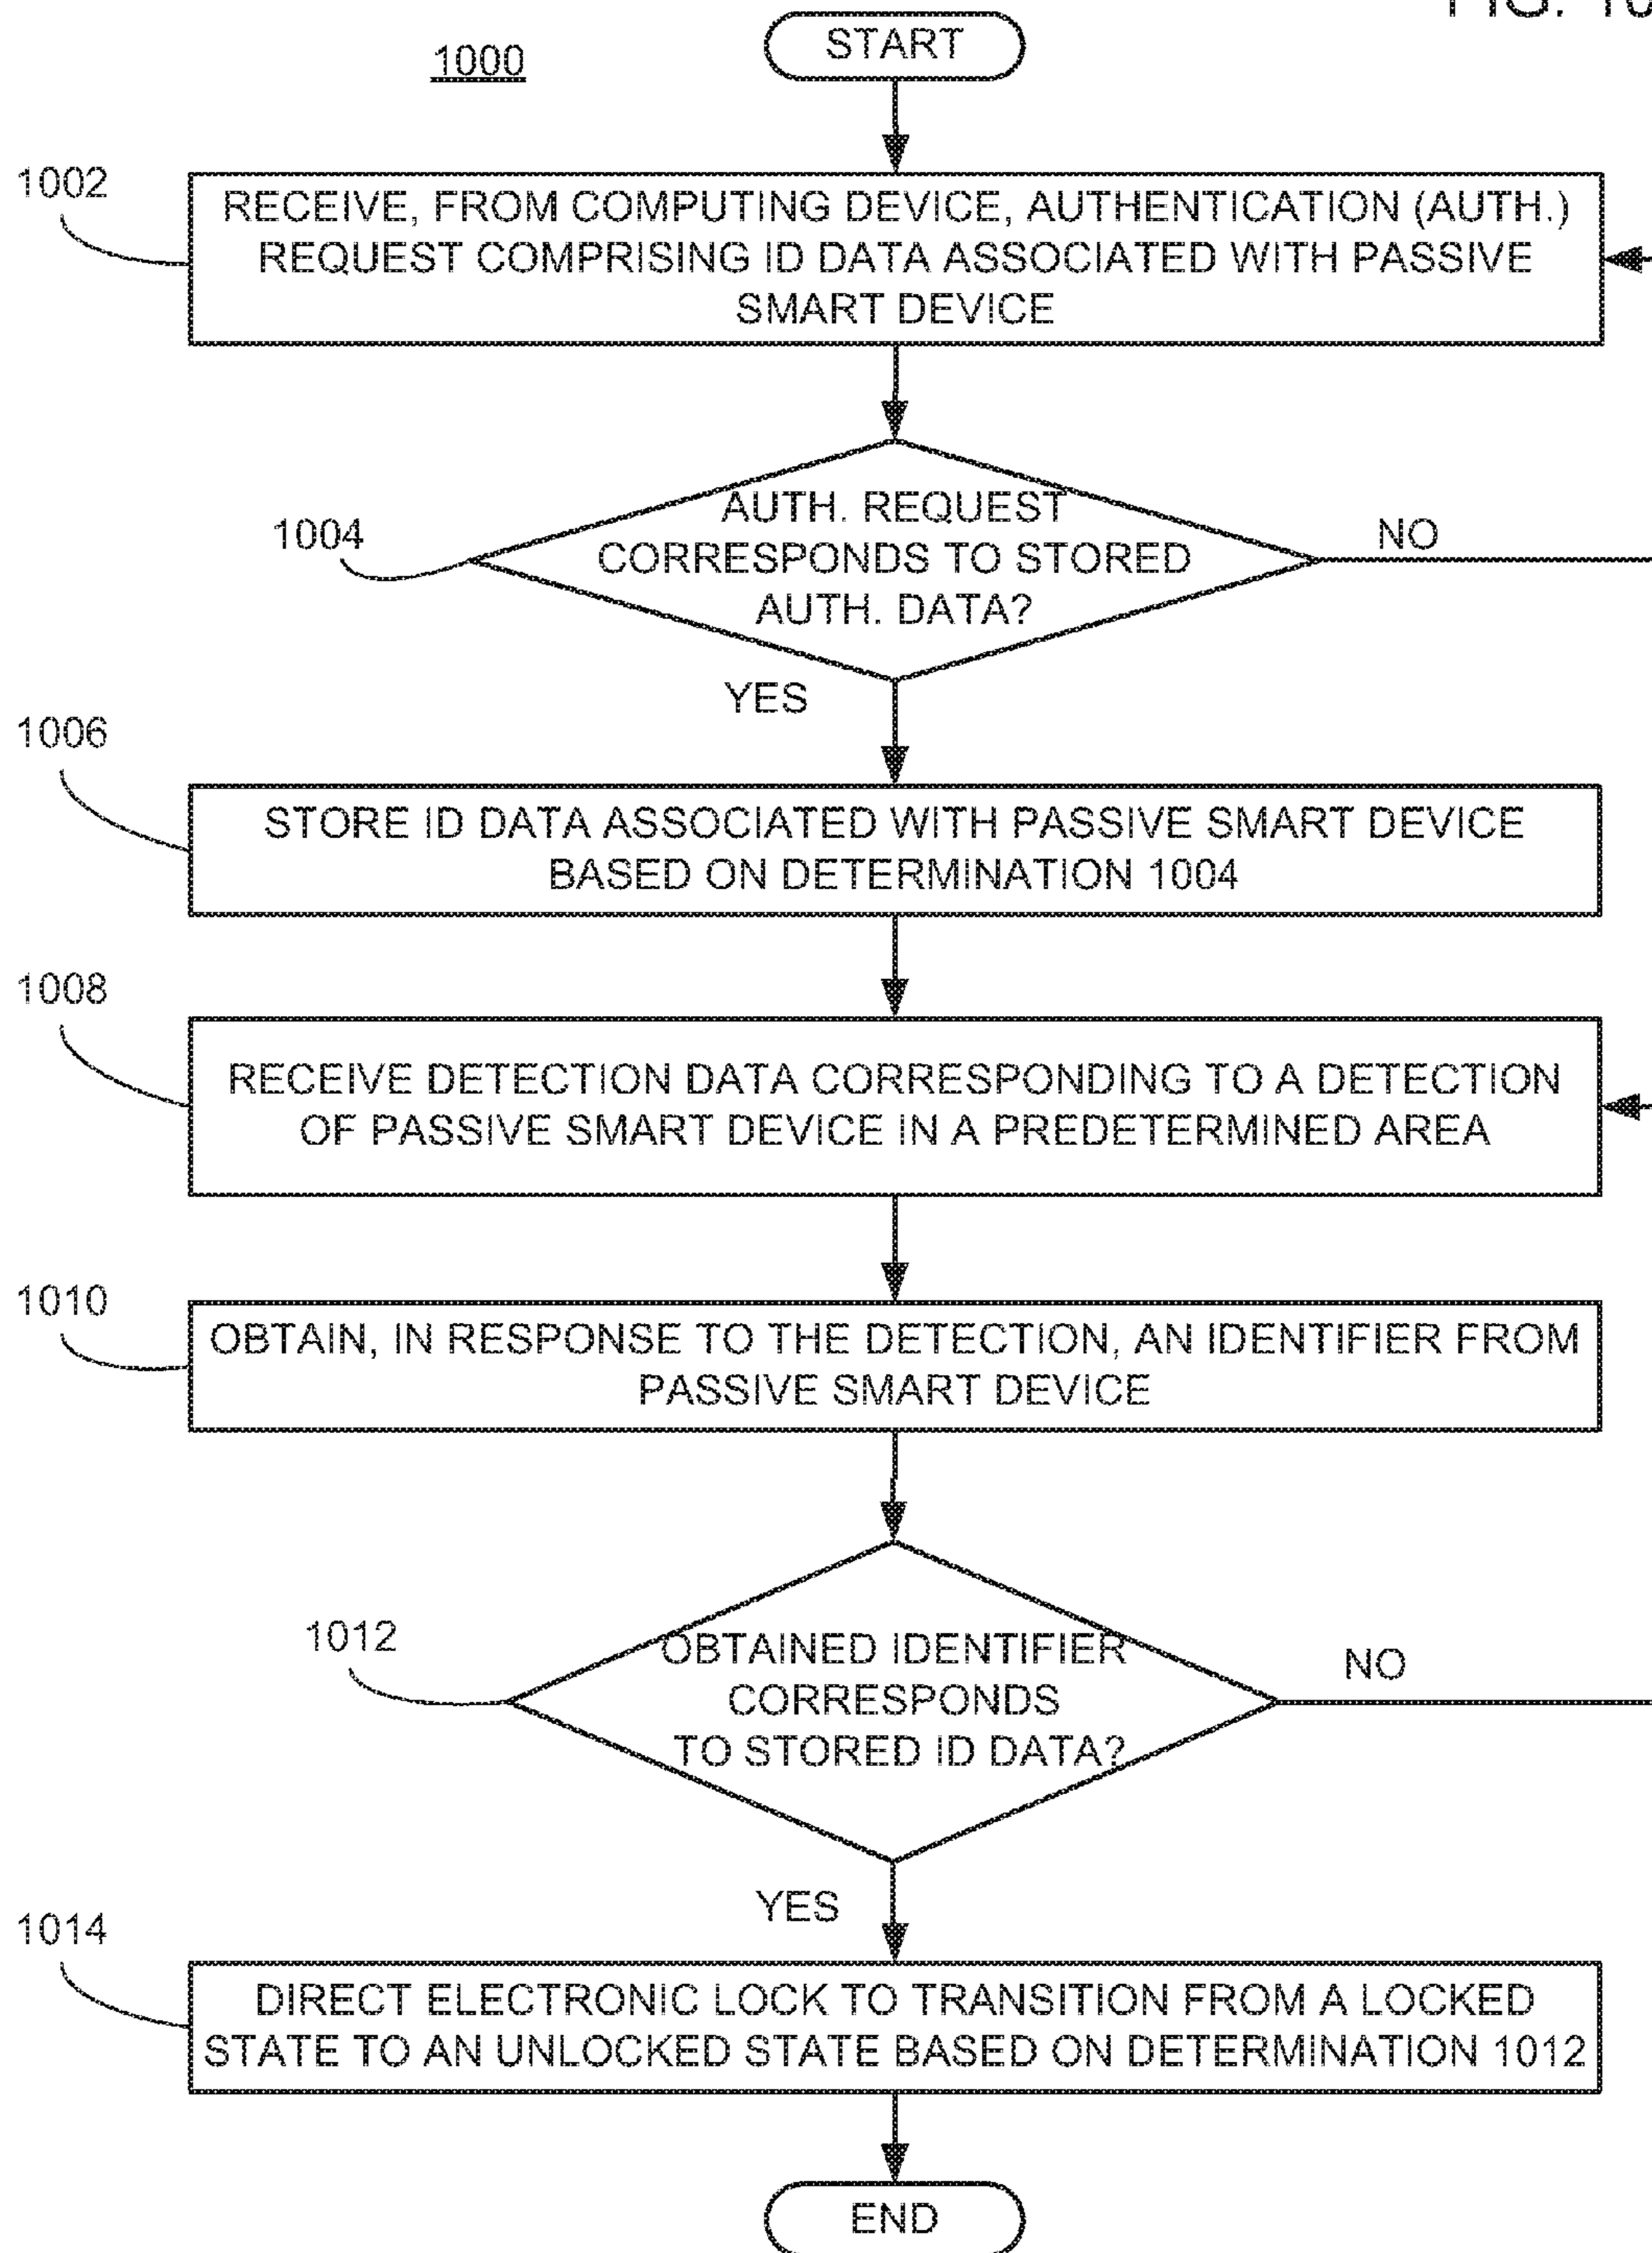 FIG. 10
1000
START
1002
RECEIVE, FROM COMPUTING DEVICE, AUTHENTICATION (AUTH.)
REQUEST COMPRISING ID DATA ASSOCIATED WITH PASSIVE
SMART DEVICE
1004
AUTH. REQUEST
CORRESPONDS TO STORED
AUTH. DATA?
NO
YES
1006
STORE ID DATA ASSOCIATED WITH PASSIVE SMART DEVICE
BASED ON DETERMINATION 1004
1008
RECEIVE DETECTION DATA CORRESPONDING TO A DETECTION
OF PASSIVE SMART DEVICE IN A PREDETERMINED AREA
1010
OBTAIN, IN RESPONSE TO THE DETECTION, AN IDENTIFIER FROM
PASSIVE SMART DEVICE
1012
OBTAINED IDENTIFIER
CORRESPONDS
TO STORED ID DATA?
NO
YES
1014
DIRECT ELECTRONIC LOCK TO TRANSITION FROM A LOCKED
STATE TO AN UNLOCKED STATE BASED ON DETERMINATION 1012
END